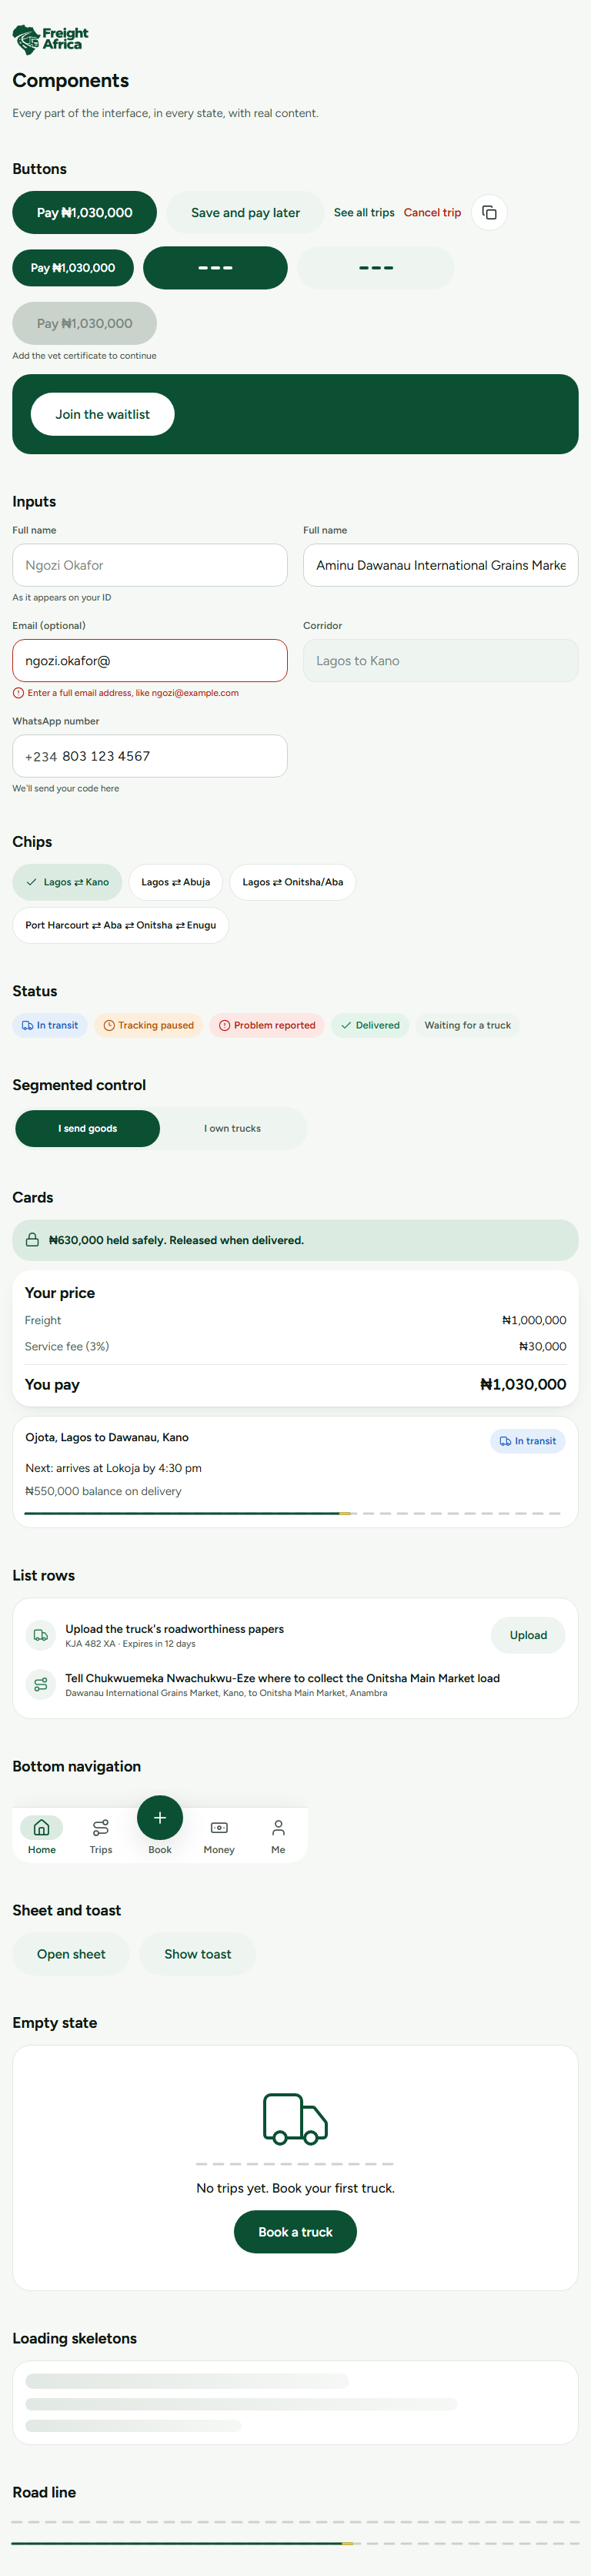 Freight
Africa
Components
Every part of the interface, in every state, with real content.
Buttons
Pay ₦1,030,000
Save and pay later
See all trips
Cancel trip
Pay ₦1,030,000
Pay ₦1,030,000
Add the vet certificate to continue
Join the waitlist
Inputs
Full name
Full name
Ngozi Okafor
Aminu Dawanau International Grains Marke
As it appears on your ID
Email (optional)
Corridor
ngozi.okafor@
Lagos to Kano
Enter a full email address, like ngozi@example.com
WhatsApp number
+234 803 123 4567
We'll send your code here
Chips
Lagos ⇄ Kano
Lagos ⇄ Abuja
Lagos ⇄ Onitsha/Aba
Port Harcourt ⇄ Aba ⇄ Onitsha ⇄ Enugu
Status
In transit
Tracking paused
Problem reported
Delivered
Waiting for a truck
Segmented control
I send goods
I own trucks
Cards
₦630,000 held safely. Released when delivered.
Your price
Freight ₦1,000,000
Service fee (3%) ₦30,000
You pay ₦1,030,000
Ojota, Lagos to Dawanau, Kano
In transit
Next: arrives at Lokoja by 4:30 pm
₦550,000 balance on delivery
List rows
Upload the truck's roadworthiness papers
KJA 482 XA · Expires in 12 days
Upload
Tell Chukwuemeka Nwachukwu-Eze where to collect the Onitsha Main Market load
Dawanau International Grains Market, Kano, to Onitsha Main Market, Anambra
Bottom navigation
Home
Trips
Book
Money
Me
Sheet and toast
Open sheet
Show toast
Empty state
No trips yet. Book your first truck.
Book a truck
Loading skeletons
Road line